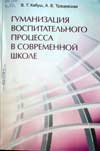 В. Т. Кабуш, А. В. Трацевская
ГУМАНИЗАЦИЯ
ВОСПИТАТЕЛЬНОГО
ПРОЦЕССА
В СОВРЕМЕННОЙ
ШКОЛЕ